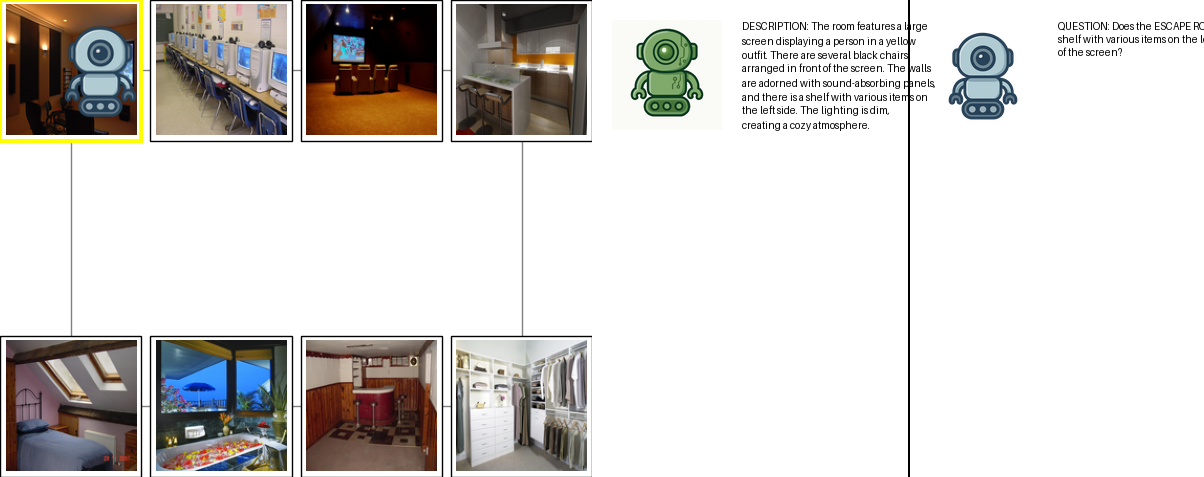 DESCRIPTION: The room features a large
screen displaying a person in a yellow
outfit. There are several black chairs
arranged in front of the screen. The walls
are adorned with sound-absorbing panels,
and there is a shelf with various items on
the left side. The lighting is dim,
creating a cozy atmosphere.
QUESTION: Does the ESCAPE RO
shelf with various items on the le
of the screen?